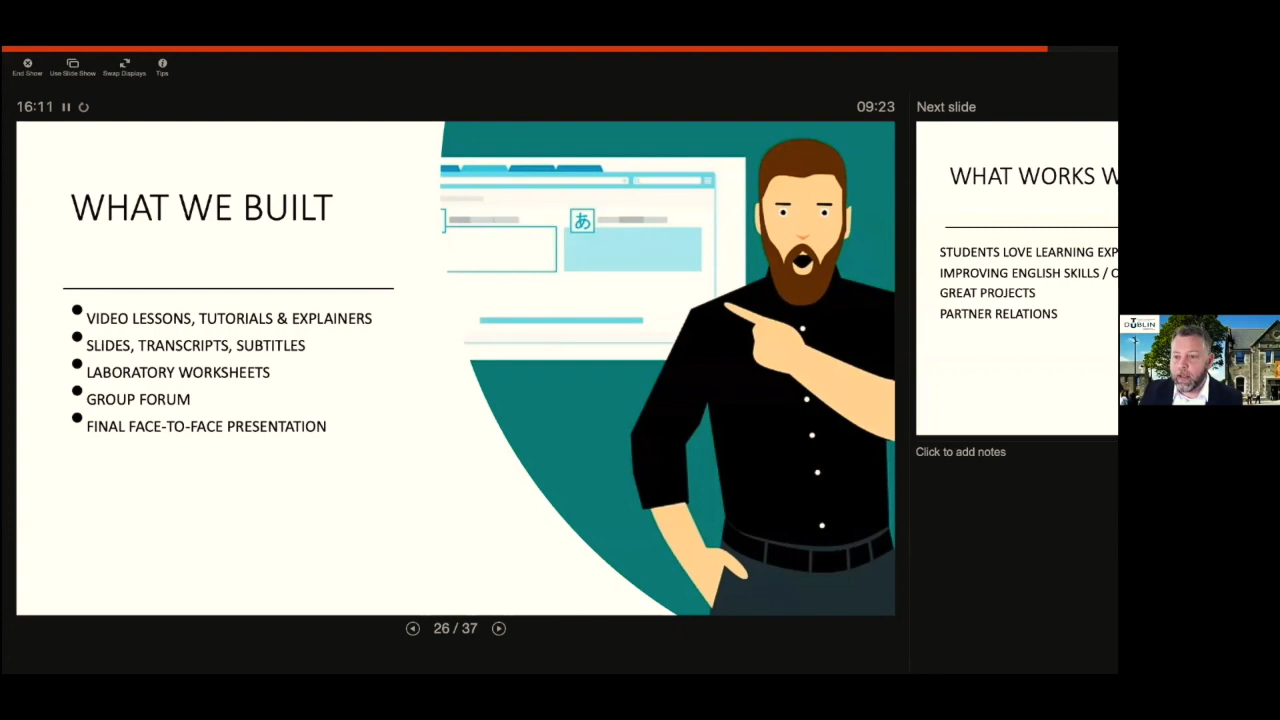 End Show
Use Slide Show
Swap Displays
Tips
16:11
09:23
Next slide
WHAT WE BUILT
VIDEO LESSONS, TUTORIALS & EXPLAINERS
SLIDES, TRANSCRIPTS, SUBTITLES
LABORATORY WORKSHEETS
GROUP FORUM
FINAL FACE-TO-FACE PRESENTATION
あ
WHAT WORKS W
STUDENTS LOVE LEARNING EXP
IMPROVING ENGLISH SKILLS / C
GREAT PROJECTS
PARTNER RELATIONS
Click to add notes
26 / 37
DUBLIN